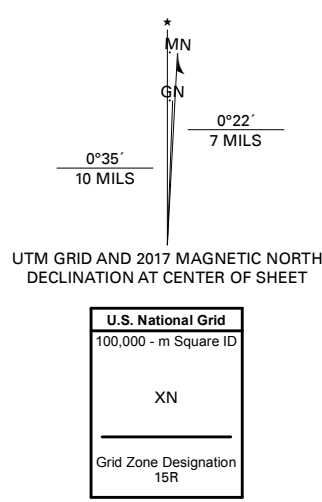 MN
GN
0°22´
7 MILS
0°35´
10 MILS
UTM GRID AND 2017 MAGNETIC NORTH
DECLINATION AT CENTER OF SHEET
U.S. National Grid
100,000 - m Square ID
XN
Grid Zone Designation
15R